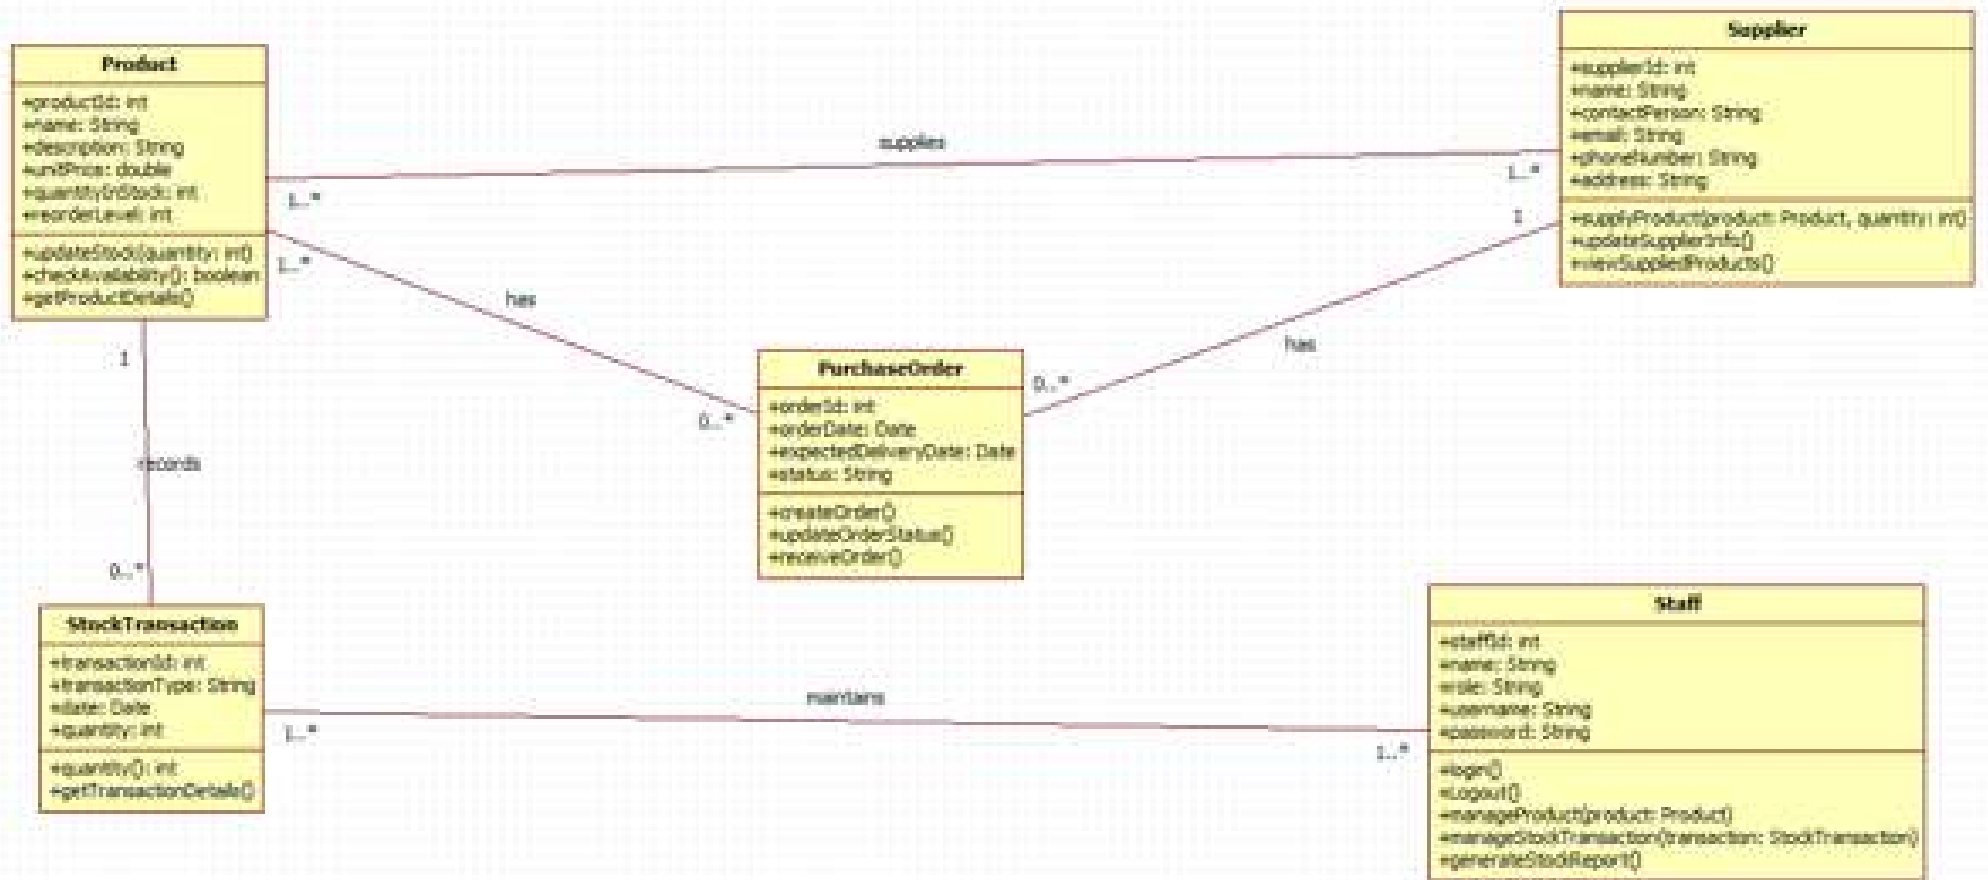 Product
+productId: int
+name: String
+description: String
+unitPrice: double
+quantityInStock: int
+reorderLevel: int
+updateStock(quantity: int)
+checkAvailability(): boolean
+getProductDetails()
supplies
1..*
1..*
Supplier
+supplierId: int
+name: String
+contactPerson: String
+email: String
+phoneNumber: String
+address: String
+supplyProduct(product: Product, quantity: int)
+updateSupplierInfo()
+viewSuppliedProducts()
1..*
has
0..*
1
has
0..*
PurchaseOrder
+orderId: int
+orderDate: Date
+expectedDeliveryDate: Date
+status: String
+createOrder()
+updateOrderStatus()
+receiveOrder()
1
records
0..*
StockTransaction
+transactionId: int
+transactionType: String
+date: Date
+quantity: int
+quantity(): int
+getTransactionDetails()
maintains
1..*
1..*
Staff
+staffId: int
+name: String
+role: String
+username: String
+password: String
+login()
+Logout()
+manageProduct(product: Product)
+manageStockTransaction(transaction: StockTransaction)
+generateStockReport()